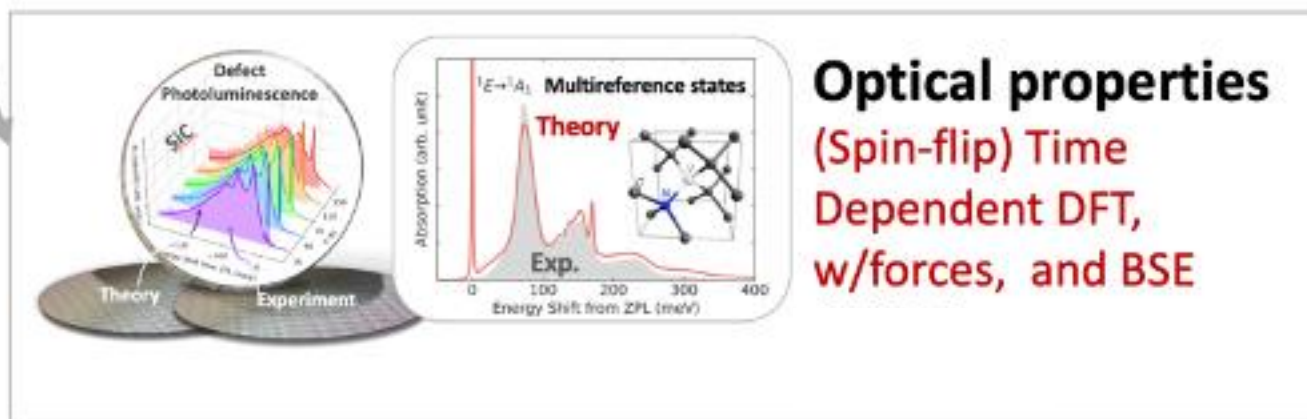 Defect
Photoluminescence
SiC
Theory
Experiment
¹E→¹A₁ Multireference states
Theory
Exp.
Absorption (arb. unit)
0 100 200 300 400
Energy Shift from ZPL (meV)
Optical properties
(Spin-flip) Time
Dependent DFT,
w/forces, and BSE